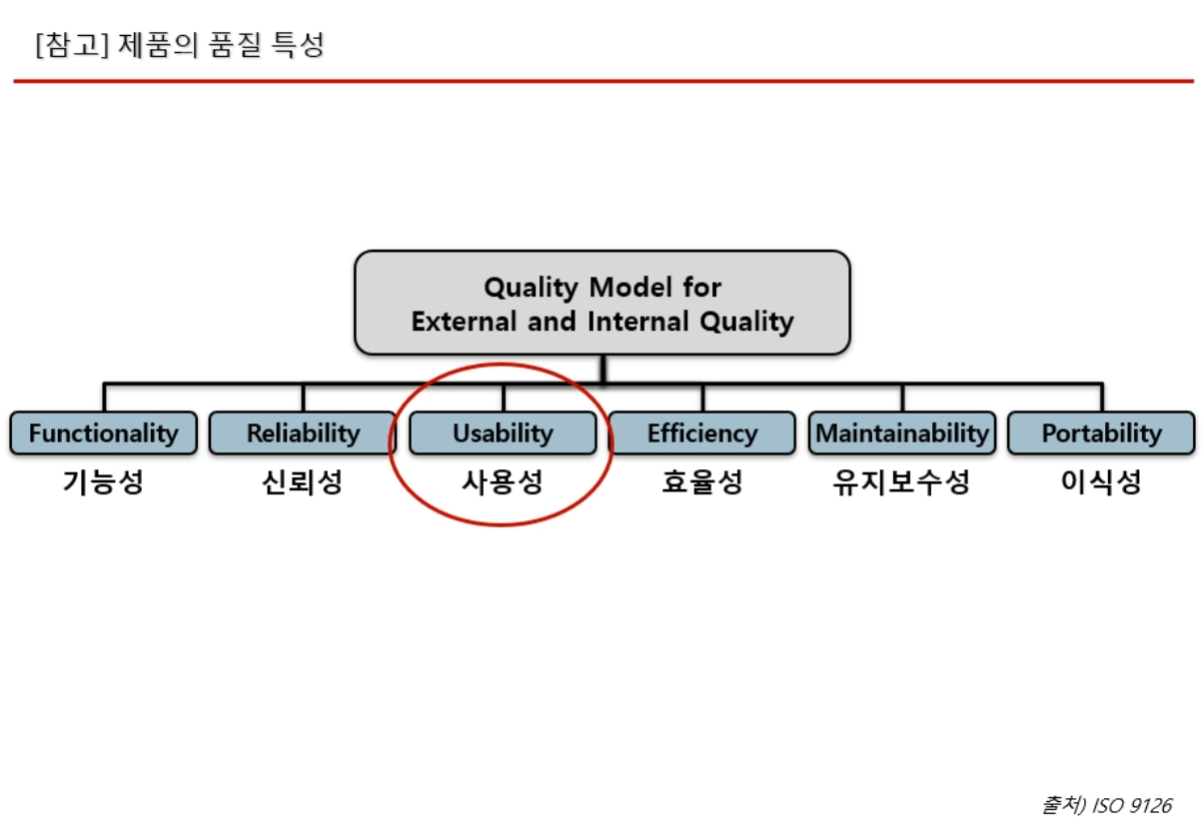 [참고] 제품의 품질 특성
Quality Model for
External and Internal Quality
Functionality
Reliability
Usability
Efficiency
Maintainability
Portability
기능성
신뢰성
사용성
효율성
유지보수성
이식성
출처) ISO 9126